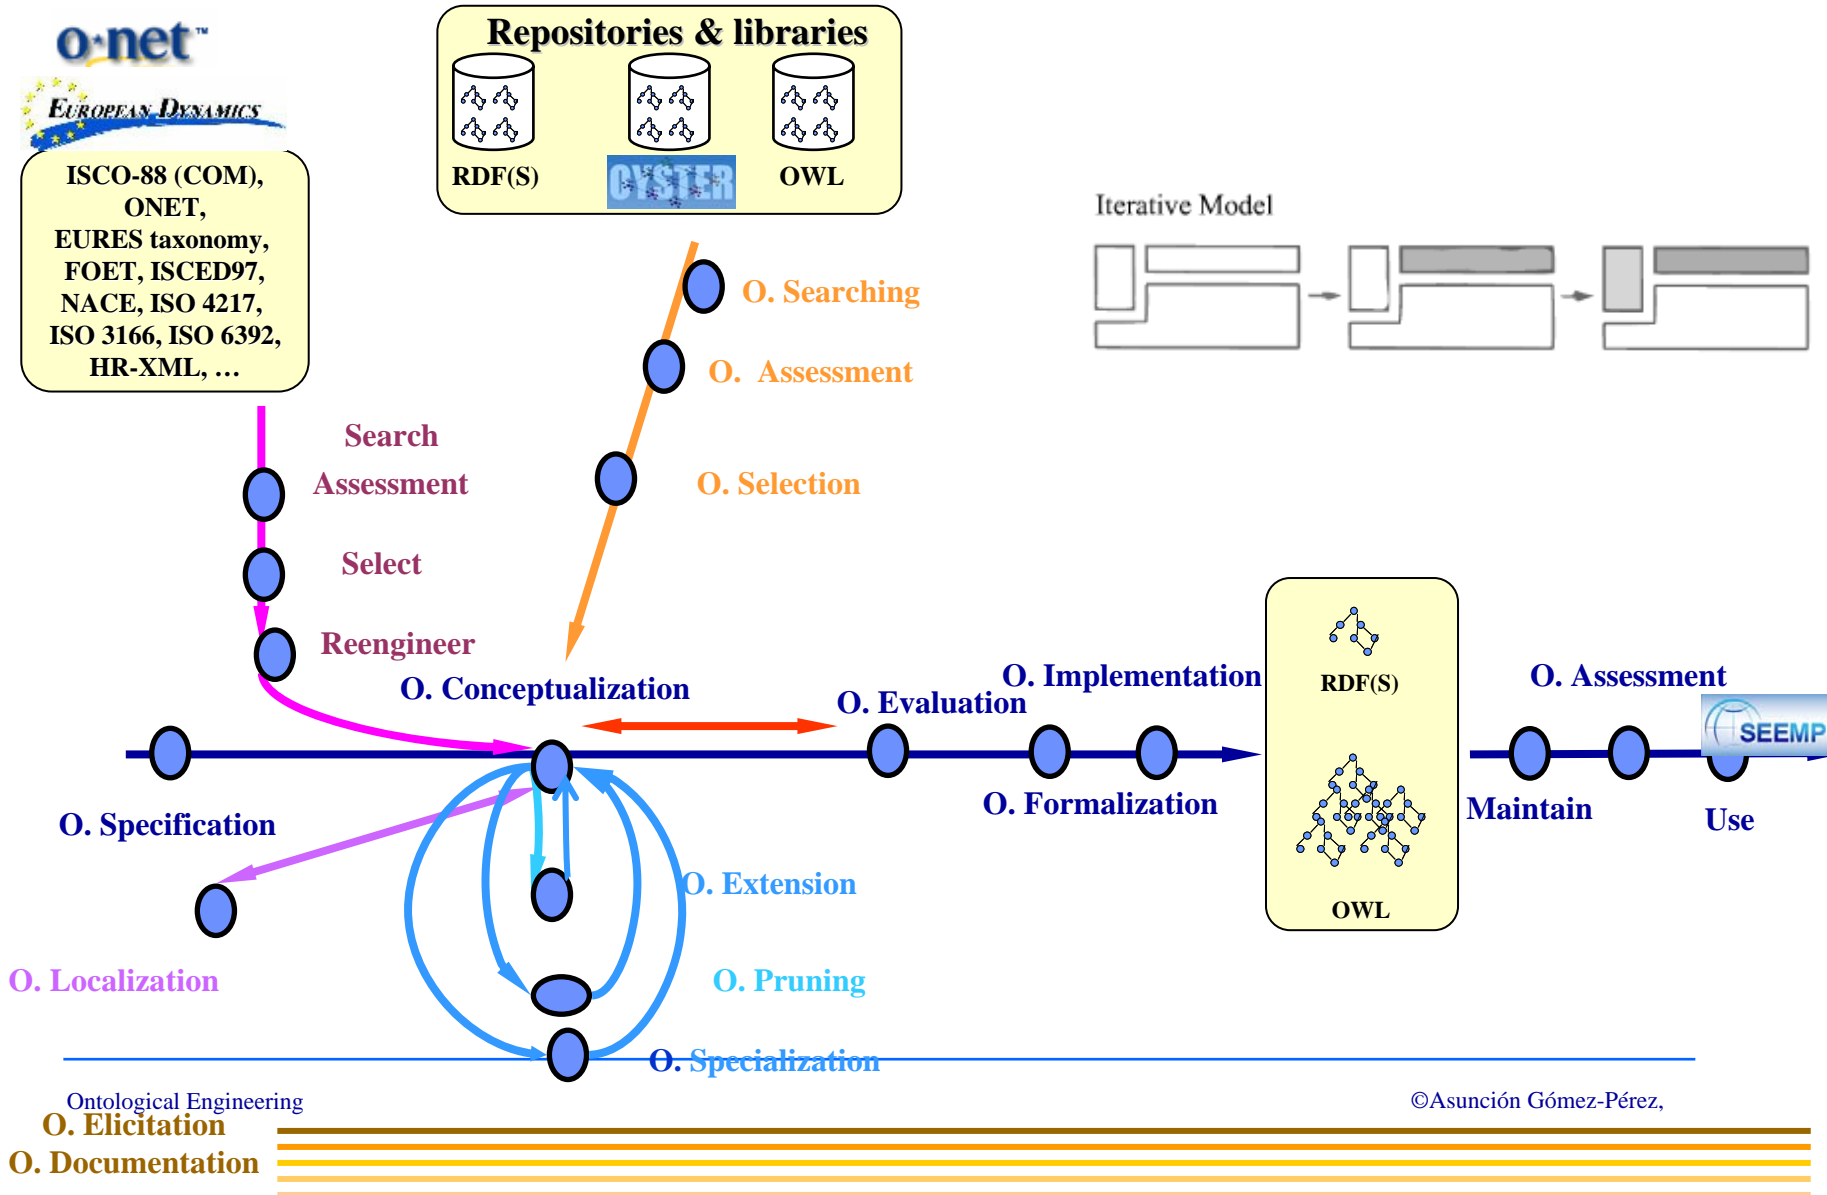 o*net™
EUROPEAN DYNAMICS
ISCO-88 (COM),
ONET,
EURES taxonomy,
FOET, ISCED97,
NACE, ISO 4217,
ISO 3166, ISO 6392,
HR-XML, …
Repositories & libraries
RDF(S)
OYSTER
OWL
Iterative Model
O. Searching
O. Assessment
O. Selection
Search
Assessment
Select
Reengineer
O. Conceptualization
O. Evaluation
O. Implementation
O. Formalization
O. Specification
O. Localization
O. Extension
O. Pruning
O. Specialization
RDF(S)
OWL
O. Assessment
SEEMP
Maintain
Use
Ontological Engineering
©Asunción Gómez-Pérez,
O. Elicitation
O. Documentation